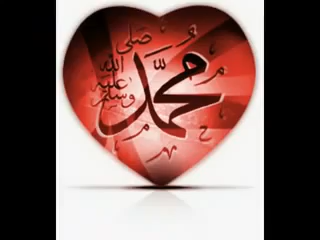 محمد
صلى
الله
عليه
وسلم